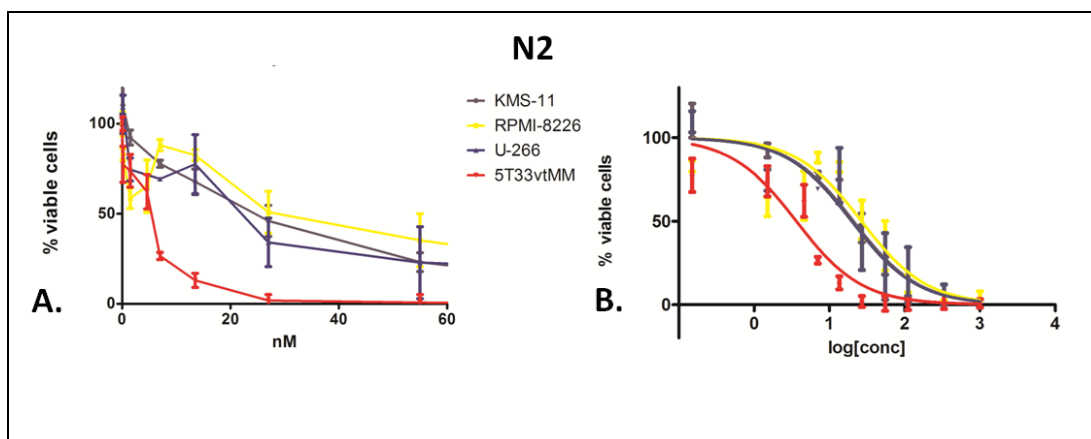 N2
KMS-11
RPMI-8226
U-266
5T33vtMM
% viable cells
100
50
0
0
20
40
60
nM
A.
% viable cells
100
50
0
0
1
2
3
4
log[conc]
B.